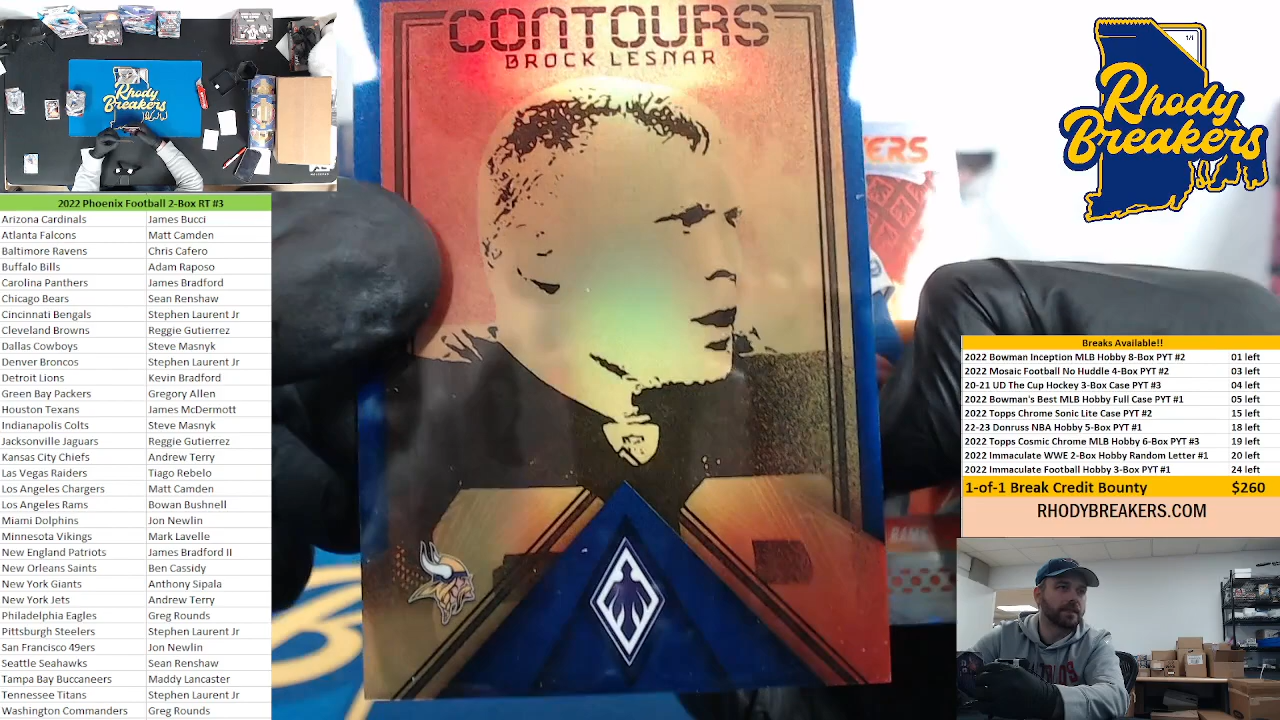 CONTOURS
BROCK LESNAR
Rhody
Breakers
1/1
Rhody
Breakers
2022 Phoenix Football 2-Box RT #3
Arizona Cardinals James Bucci
Atlanta Falcons Matt Camden
Baltimore Ravens Chris Cafero
Buffalo Bills Adam Raposo
Carolina Panthers James Bradford
Chicago Bears Sean Renshaw
Cincinnati Bengals Stephen Laurent Jr
Cleveland Browns Reggie Gutierrez
Dallas Cowboys Steve Masnyk
Denver Broncos Stephen Laurent Jr
Detroit Lions Kevin Bradford
Green Bay Packers Gregory Allen
Houston Texans James McDermott
Indianapolis Colts Steve Masnyk
Jacksonville Jaguars Reggie Gutierrez
Kansas City Chiefs Andrew Terry
Las Vegas Raiders Tiago Rebelo
Los Angeles Chargers Matt Camden
Los Angeles Rams Bowan Bushnell
Miami Dolphins Jon Newlin
Minnesota Vikings Mark Lavelle
New England Patriots James Bradford II
New Orleans Saints Ben Cassidy
New York Giants Anthony Sipala
New York Jets Andrew Terry
Philadelphia Eagles Greg Rounds
Pittsburgh Steelers Stephen Laurent Jr
San Francisco 49ers Jon Newlin
Seattle Seahawks Sean Renshaw
Tampa Bay Buccaneers Maddy Lancaster
Tennessee Titans Stephen Laurent Jr
Washington Commanders Greg Rounds
Breaks Available!!
2022 Bowman Inception MLB Hobby 8-Box PYT #2 01 left
2022 Mosaic Football No Huddle 4-Box PYT #2 03 left
20-21 UD The Cup Hockey 3-Box Case PYT #3 04 left
2022 Bowman's Best MLB Hobby Full Case PYT #1 05 left
2022 Topps Chrome Sonic Lite Case PYT #2 15 left
22-23 Donruss NBA Hobby 5-Box PYT #1 18 left
2022 Topps Cosmic Chrome MLB Hobby 6-Box PYT #3 19 left
2022 Immaculate WWE 2-Box Hobby Random Letter #1 20 left
2022 Immaculate Football Hobby 3-Box PYT #1 24 left
1-of-1 Break Credit Bounty $260
RHODYBREAKERS.COM